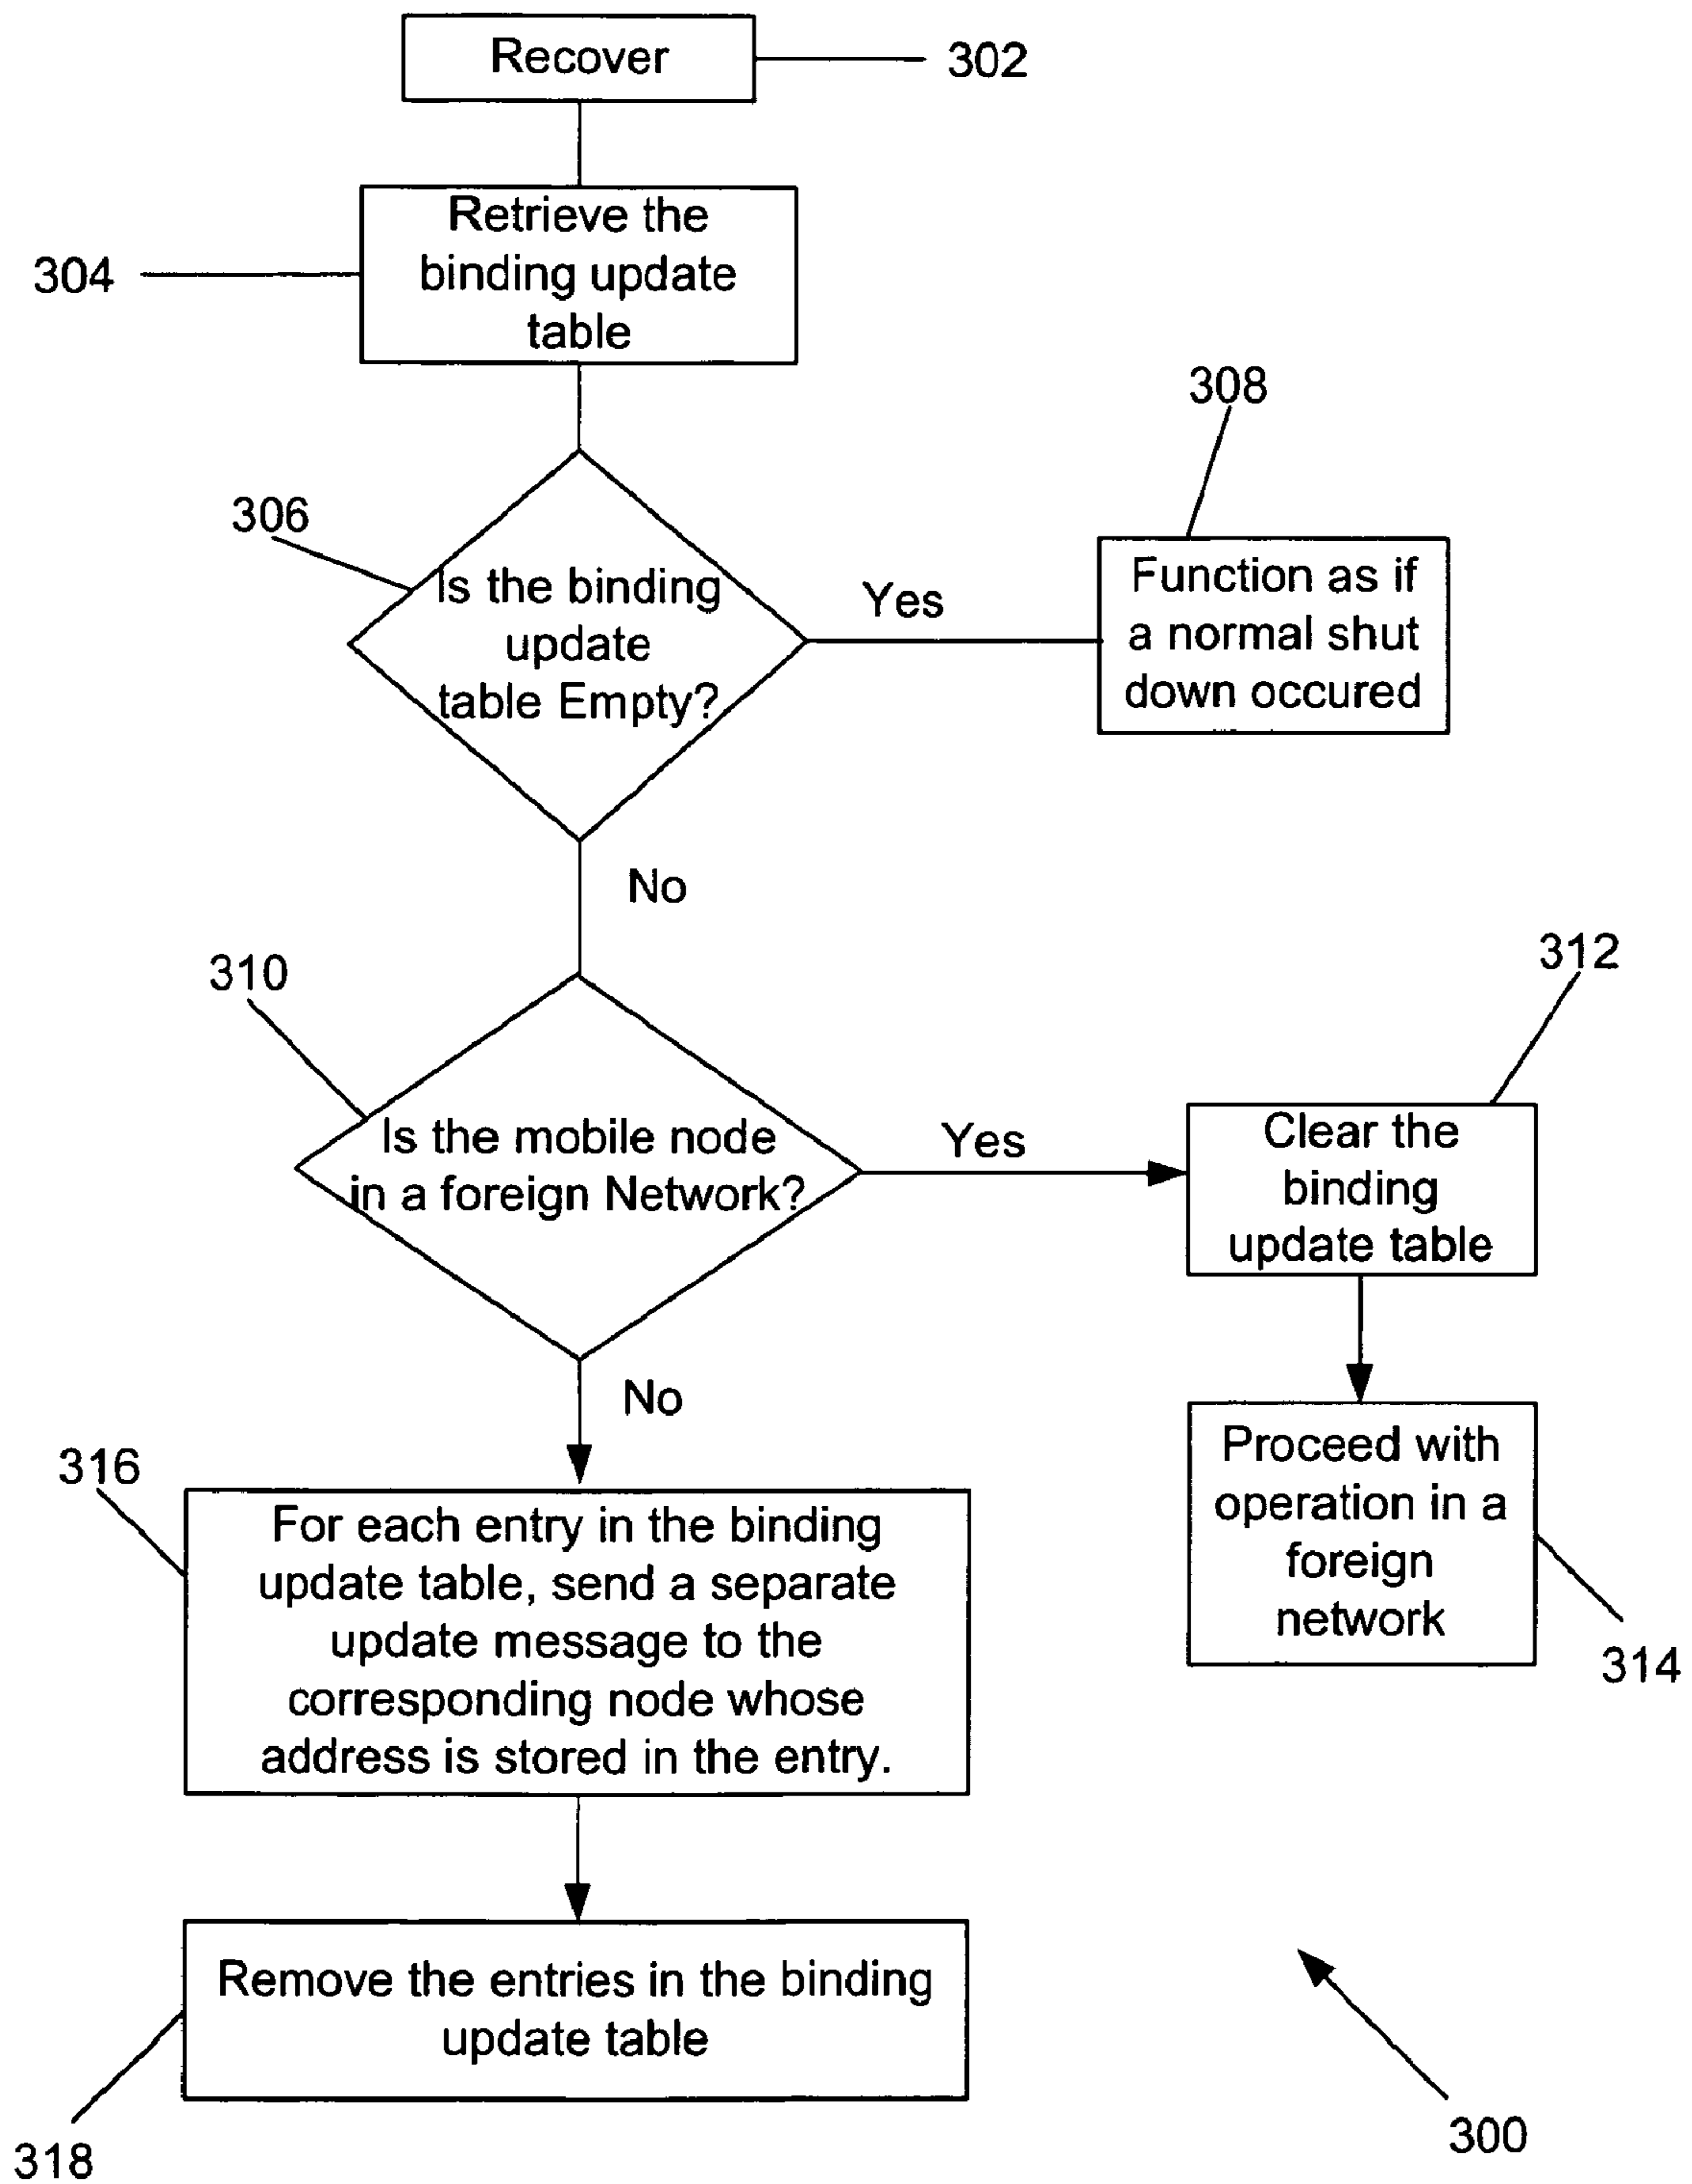 Recover
302
Retrieve the
binding update
table
304
308
306
Is the binding
update
table Empty?
Yes
Function as if
a normal shut
down occured
No
310
312
Is the mobile node
in a foreign Network?
Yes
Clear the
binding
update table
No
Proceed with
operation in a
foreign
network
314
316
For each entry in the binding
update table, send a separate
update message to the
corresponding node whose
address is stored in the entry.
Remove the entries in the binding
update table
318
300